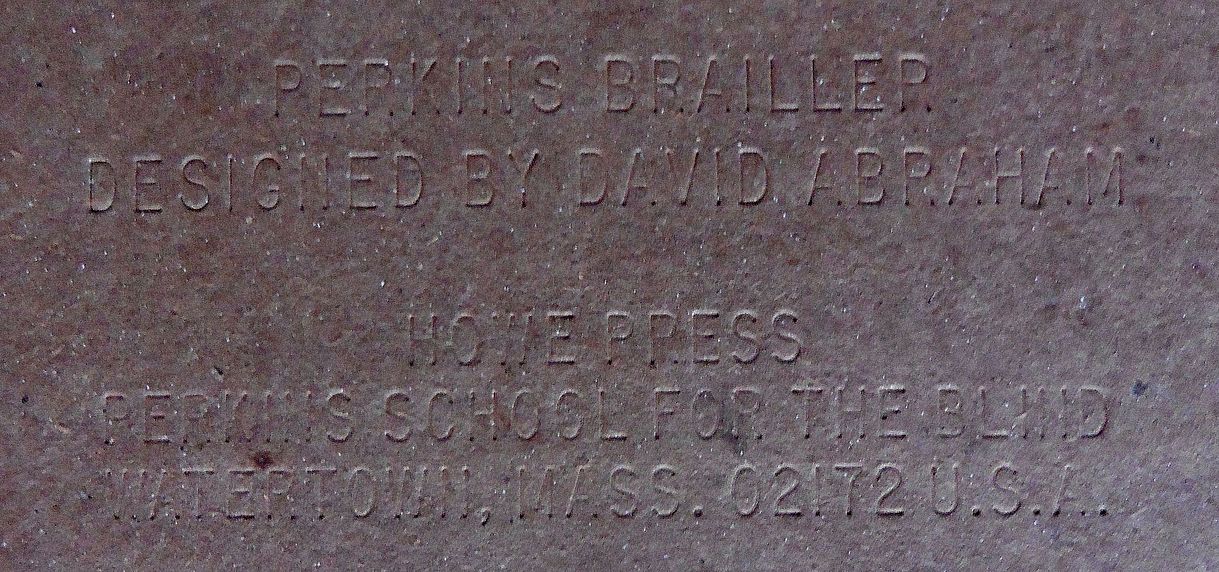 PERKINS BRAILLER
DESIGNED BY DAVID ABRAHAM
HOWE PRESS
PERKINS SCHOOL FOR THE BLIND
WATERTOWN, MASS. 02172 U.S.A.